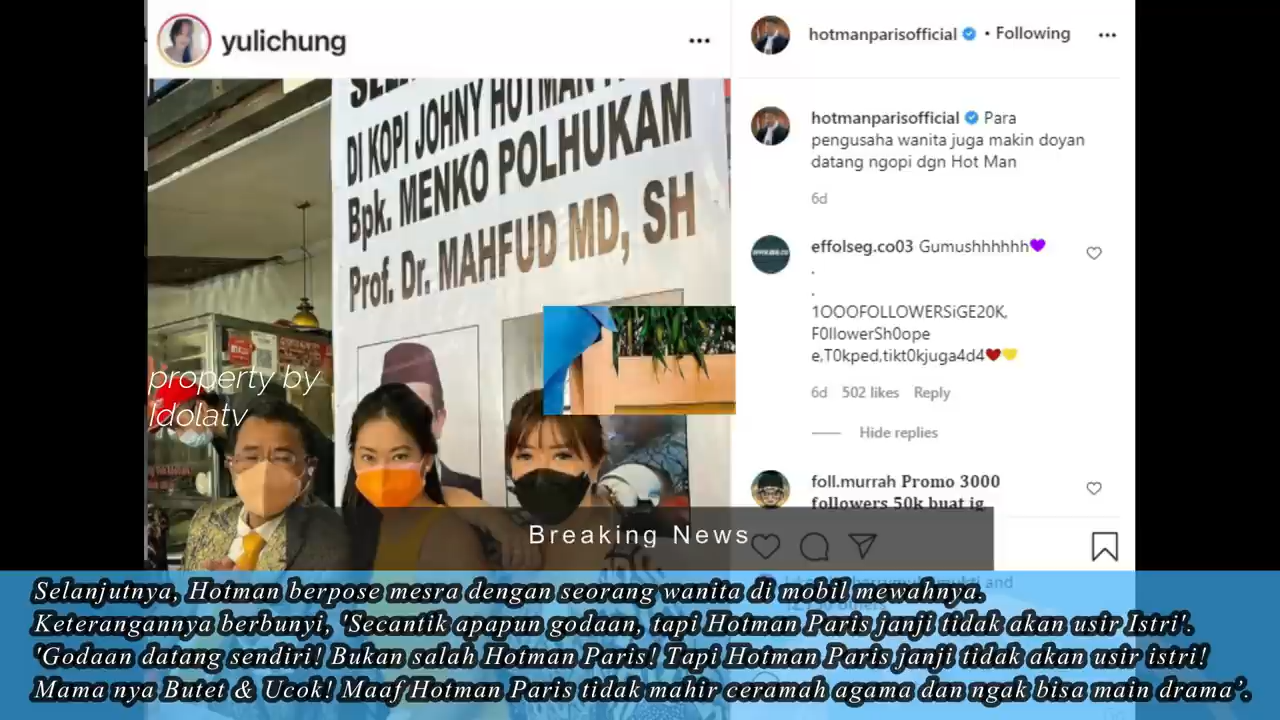 yulichung
hotmanparisofficial • Following
DI KOPI JOHNY HOTMAN
Bpk. MENKO POLHUKAM
Prof. Dr. MAHFUD MD, SH
hotmanparisofficial Para
pengusaha wanita juga makin doyan
datang ngopi dgn Hot Man
6d
effolseg.co03 Gumushhhhhh💜
.
.
1OOOFOLLOWERSiGE20K,
F0llowerSh0ope
e,T0kped,tikt0kjuga4d4❤️💛
6d 502 likes Reply
Hide replies
foll.murrah Promo 3000
followers 50k buat ig
property by
Idolatv
Breaking News
and
Selanjutnya, Hotman berpose mesra dengan seorang wanita di mobil mewahnya.
Keterangannya berbunyi, 'Secantik apapun godaan, tapi Hotman Paris janji tidak akan usir Istri'.
'Godaan datang sendiri! Bukan salah Hotman Paris! Tapi Hotman Paris janji tidak akan usir istri!
Mama nya Butet & Ucok! Maaf Hotman Paris tidak mahir ceramah agama dan ngak bisa main drama'.